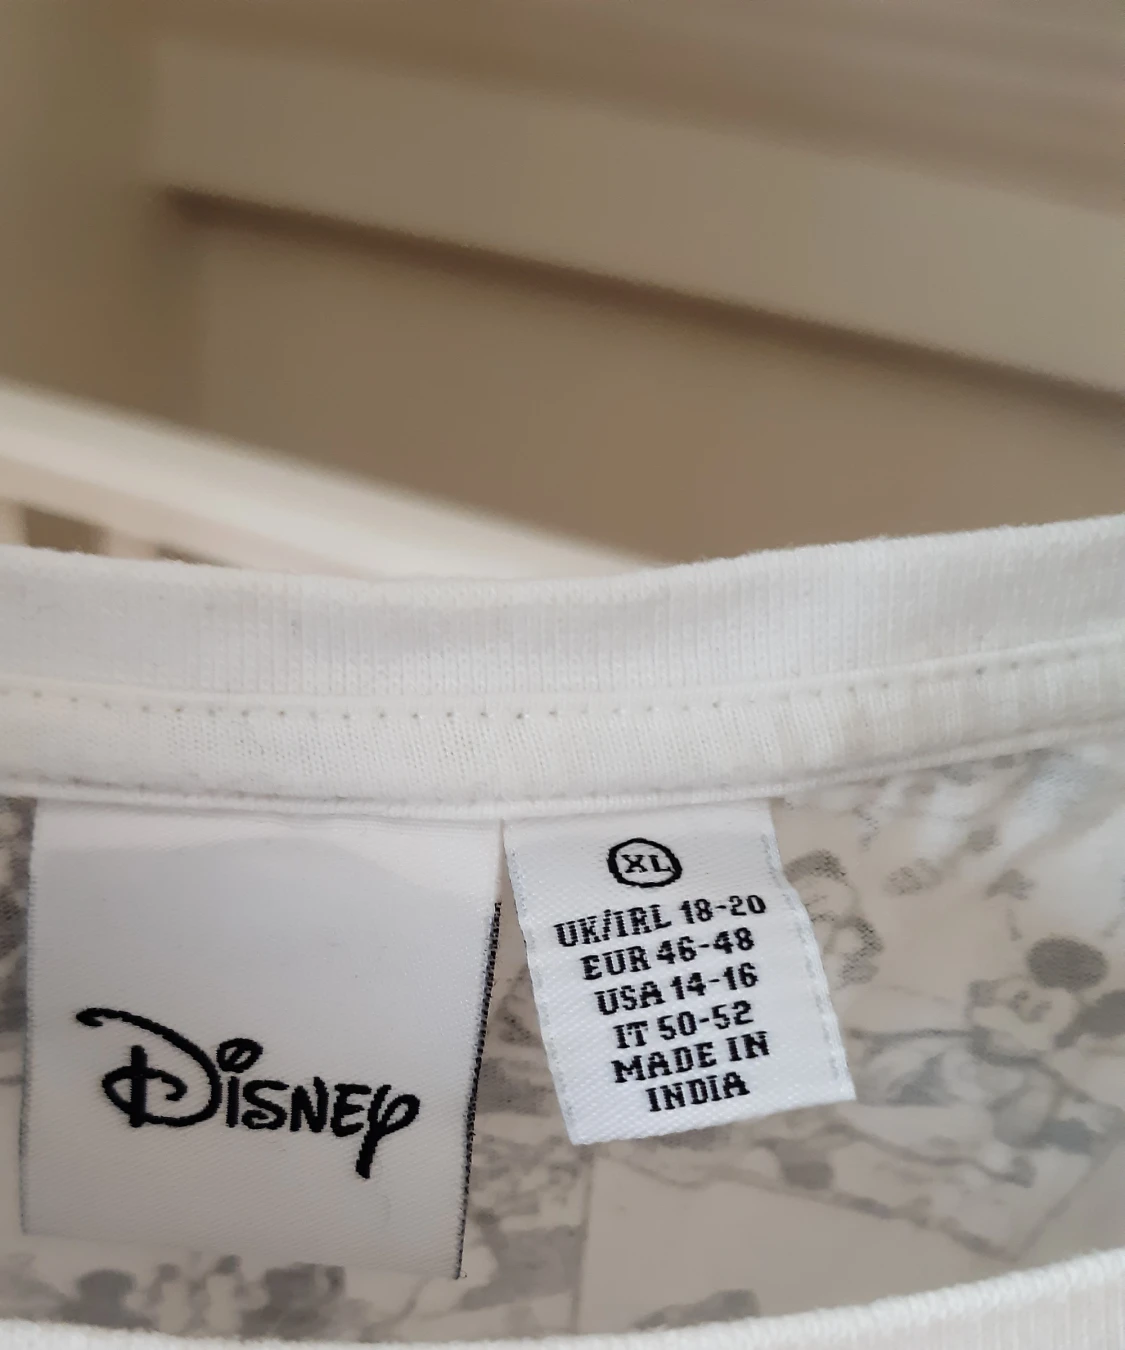 Disney
XL
UK/IRL 18-20
EUR 46-48
USA 14-16
IT 50-52
MADE IN
INDIA